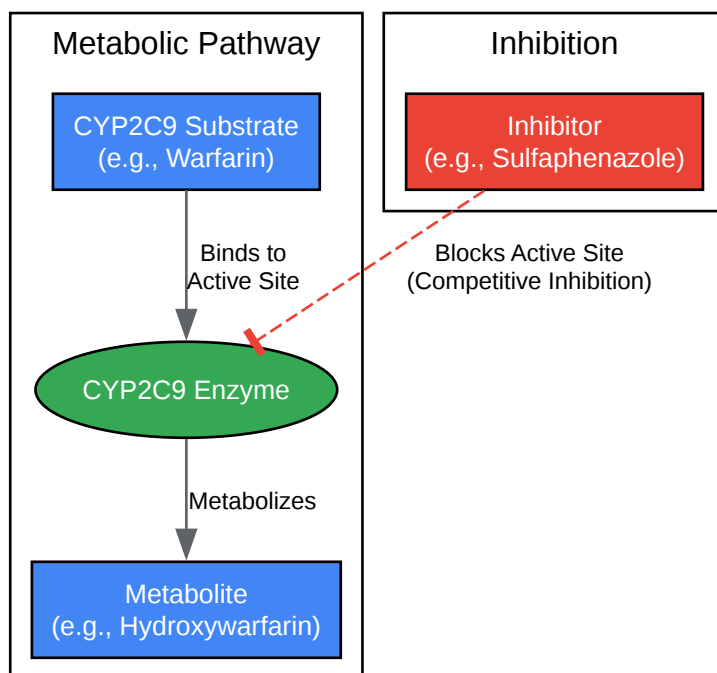 Metabolic Pathway
Inhibition
CYP2C9 Substrate
(e.g., Warfarin)
Inhibitor
(e.g., Sulfaphenazole)
Binds to
Active Site
Blocks Active Site
(Competitive Inhibition)
CYP2C9 Enzyme
Metabolizes
Metabolite
(e.g., Hydroxywarfarin)